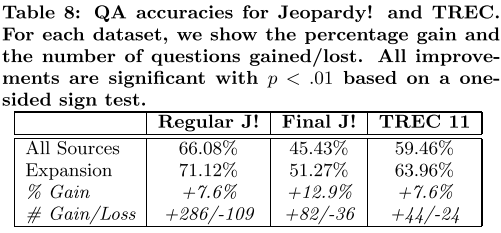 Table 8: QA accuracies for Jeopardy! and TREC.
For each dataset, we show the percentage gain and
the number of questions gained/lost. All improve-
ments are significant with p < .01 based on a one-
sided sign test.
Regular J! Final J! TREC 11
All Sources 66.08% 45.43% 59.46%
Expansion 71.12% 51.27% 63.96%
% Gain +7.6% +12.9% +7.6%
# Gain/Loss +286/-109 +82/-36 +44/-24